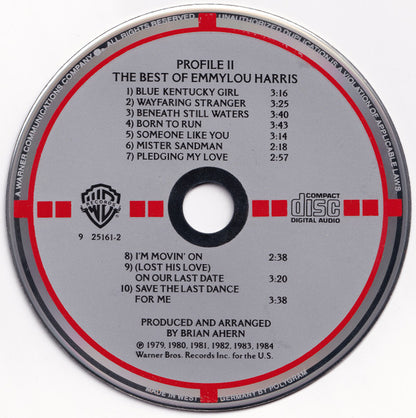 A WARNER COMMUNICATIONS COMPANY ® ALL RIGHTS RESERVED
UNAUTHORIZED DUPLICATION IS A VIOLATION OF APPLICABLE LAWS
PROFILE II
THE BEST OF EMMYLOU HARRIS
1) BLUE KENTUCKY GIRL 3:16
2) WAYFARING STRANGER 3:25
3) BENEATH STILL WATERS 3:40
4) BORN TO RUN 3:43
5) SOMEONE LIKE YOU 3:14
6) MISTER SANDMAN 2:18
7) PLEDGING MY LOVE 2:57
WB
RECORDS
9 25161-2
COMPACT
disc
DIGITAL AUDIO
8) I'M MOVIN' ON 2:38
9) (LOST HIS LOVE)
ON OUR LAST DATE 3:20
10) SAVE THE LAST DANCE
FOR ME 3:38
PRODUCED AND ARRANGED
BY BRIAN AHERN
℗ 1979, 1980, 1981, 1982, 1983, 1984
Warner Bros. Records Inc. for the U.S.
MADE IN WEST GERMANY BY POLYGRAM